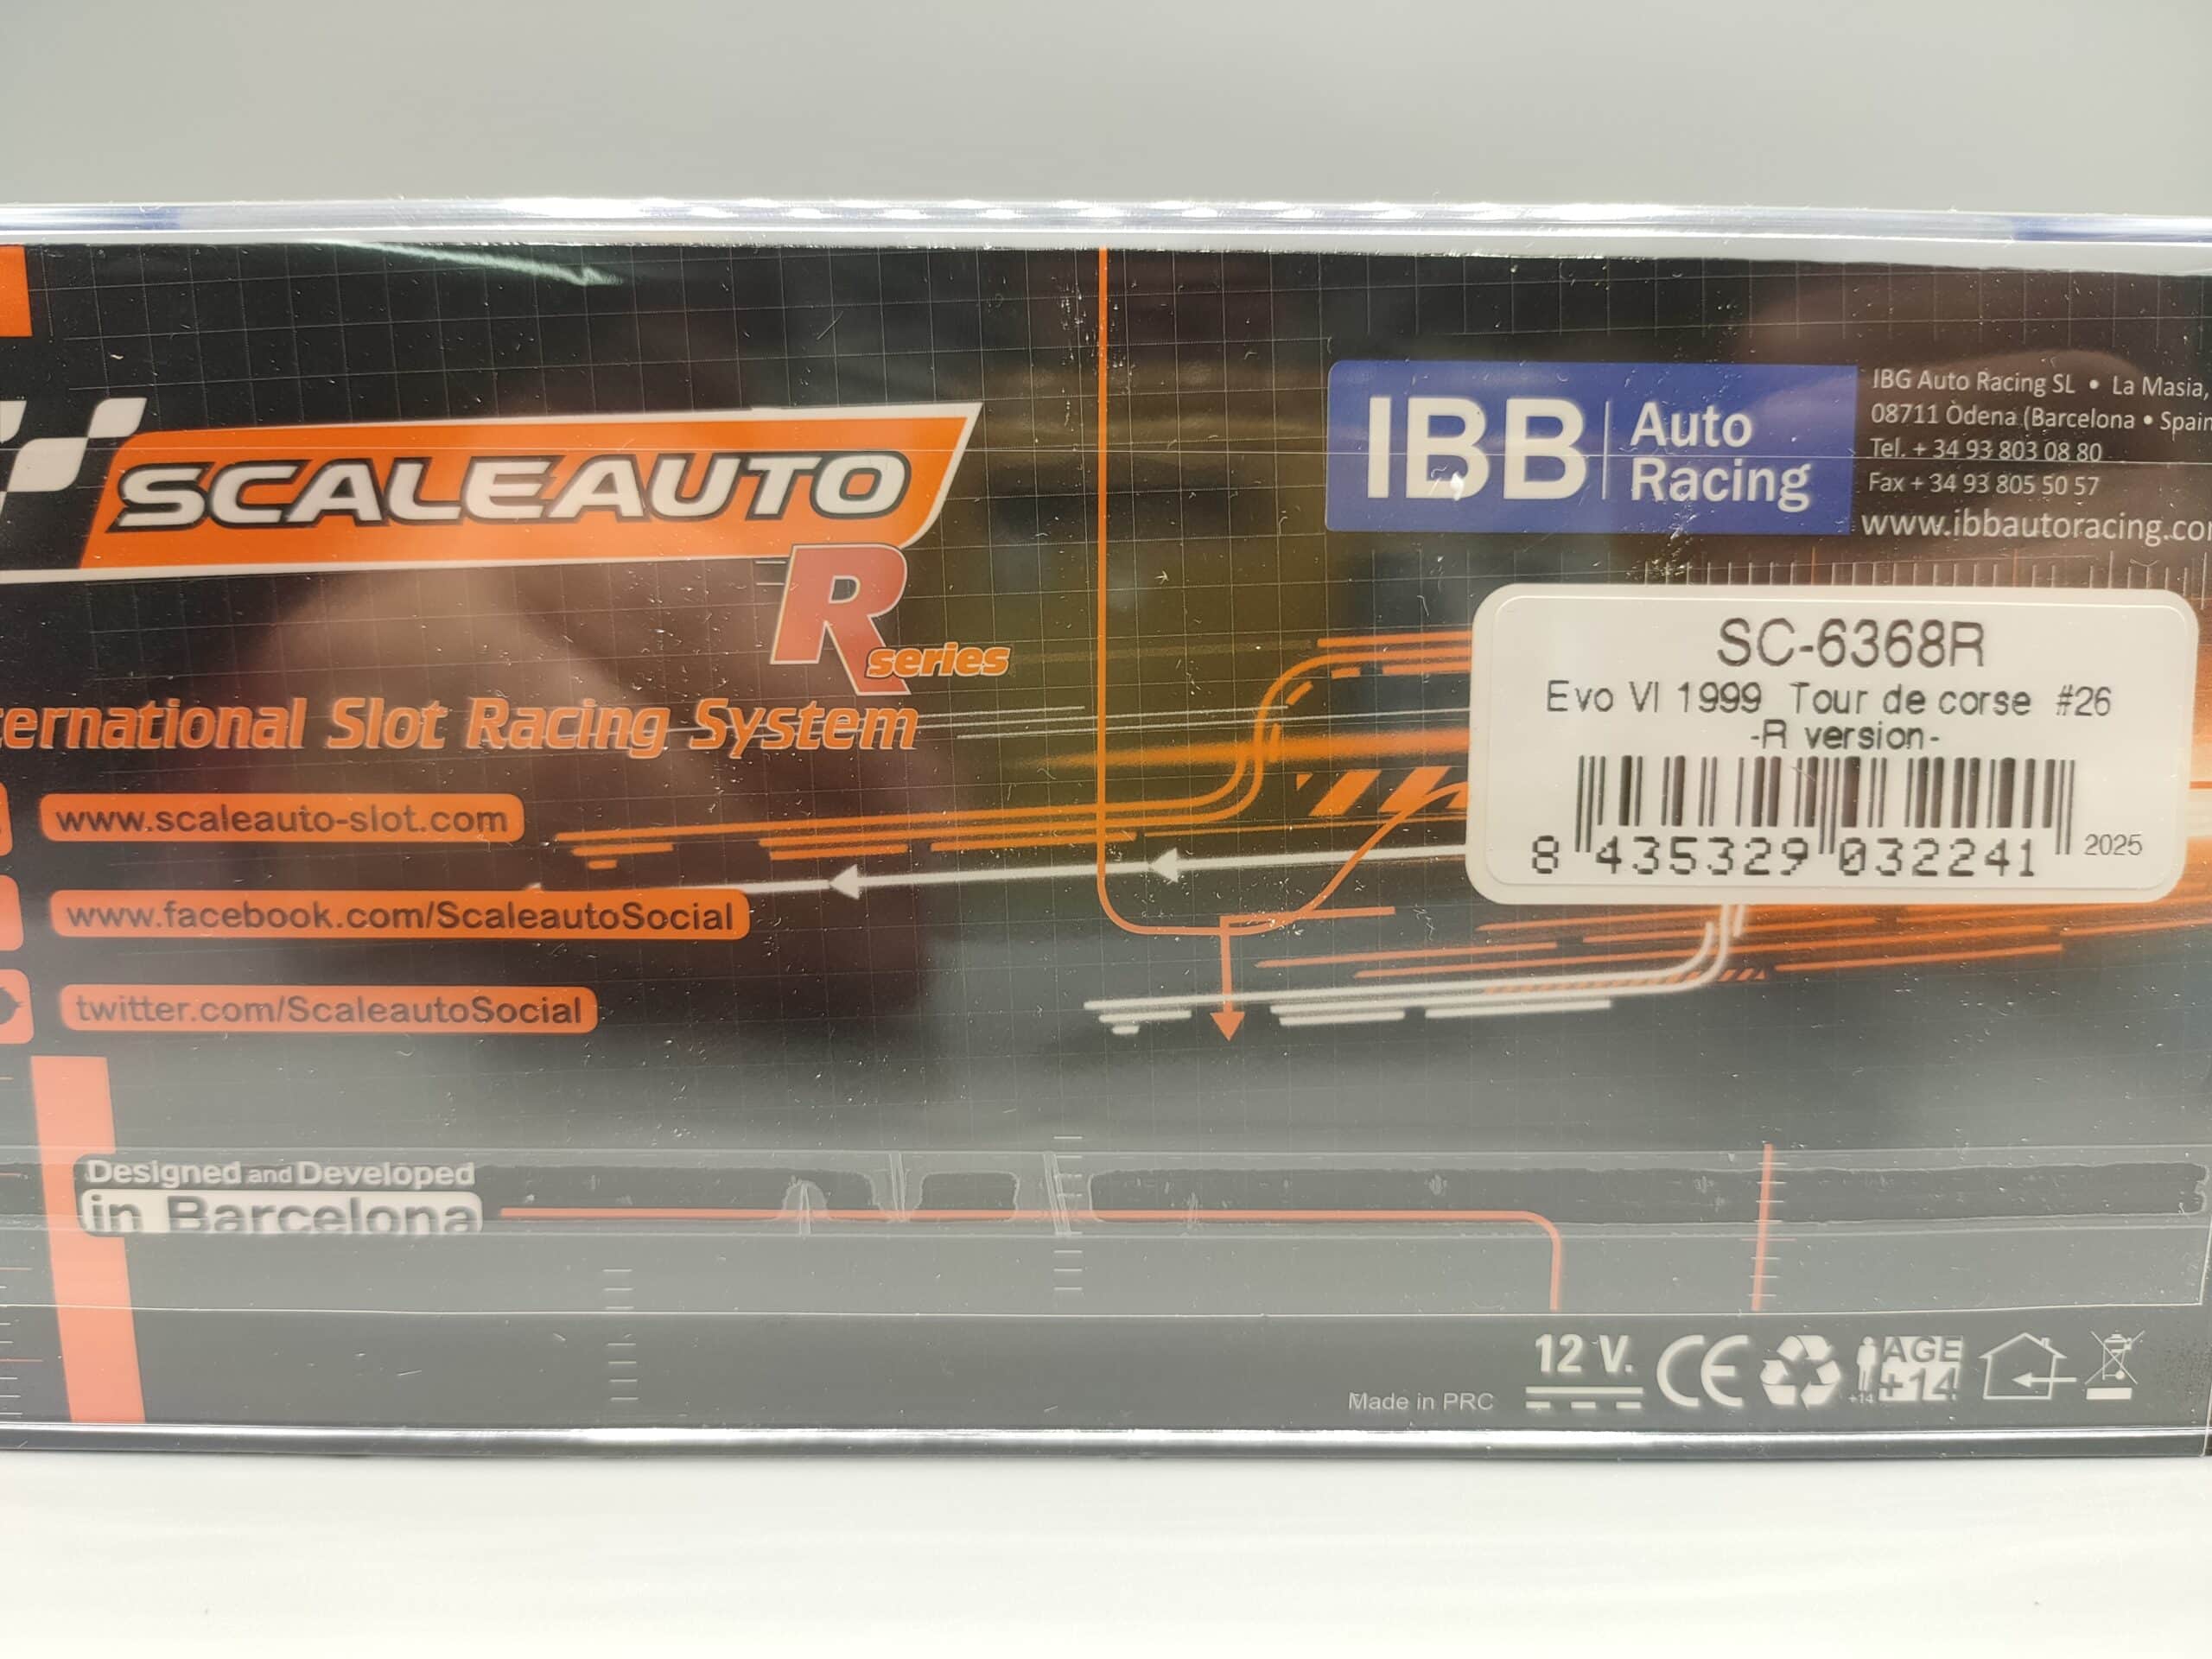 SCALEAUTO
R series
ernational Slot Racing System
www.scaleauto-slot.com
www.facebook.com/ScaleautoSocial
twitter.com/ScaleautoSocial
Designed and Developed
in Barcelona
IBB Auto Racing
IBG Auto Racing SL • La Masia,
08711 Òdena (Barcelona • Spain
Tel. + 34 93 803 08 80
Fax + 34 93 805 50 57
www.ibbautoracing.co
SC-6368R
Evo VI 1999 Tour de corse #26
-R version-
8 435329 032241 2025
Made in PRC
12 V.
CE
AGE
+14
+14